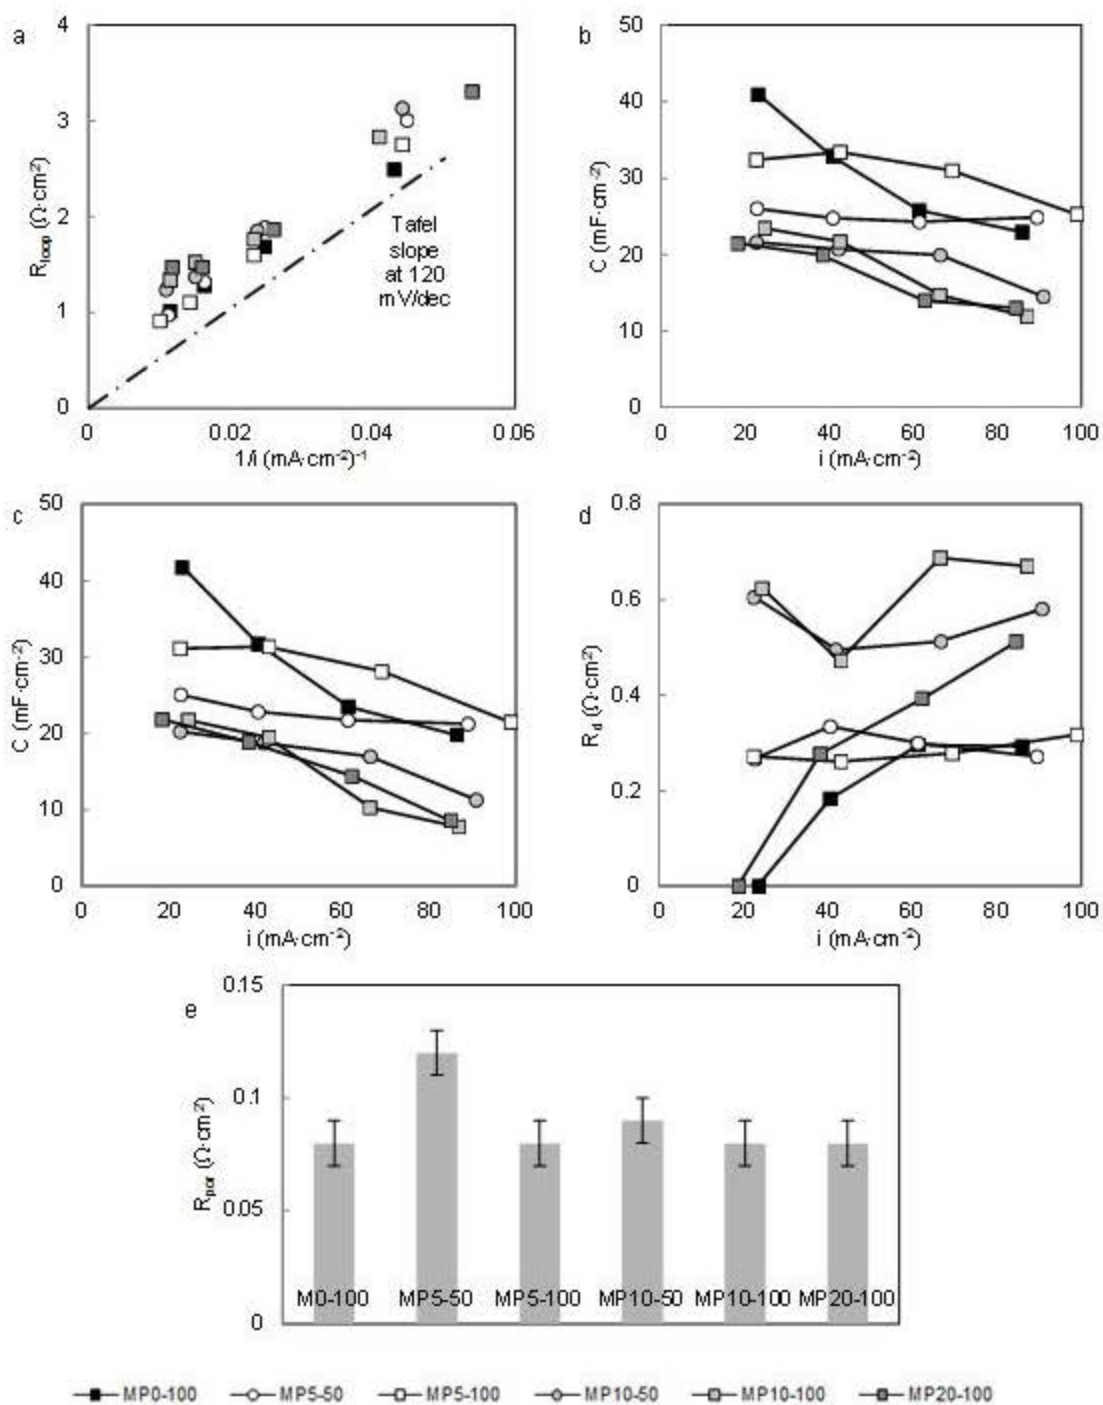 a
4
3
2
1
0
R_loop (Ω·cm²)
0
0.02
0.04
0.06
1/i (mA·cm⁻²)⁻¹
Tafel
slope
at 120
mV/dec
b
50
40
30
20
10
0
C (mF·cm⁻²)
0
20
40
60
80
100
i (mA·cm⁻²)
c
50
40
30
20
10
0
C (mF·cm⁻²)
0
20
40
60
80
100
i (mA·cm⁻²)
d
0.8
0.6
0.4
0.2
0
R_d (Ω·cm²)
0
20
40
60
80
100
i (mA·cm⁻²)
e
0.15
0.1
0.05
0
R_por (Ω·cm²)
M0-100 MP5-50 MP5-100 MP10-50 MP10-100 MP20-100
MP0-100 MP5-50 MP5-100 MP10-50 MP10-100 MP20-100